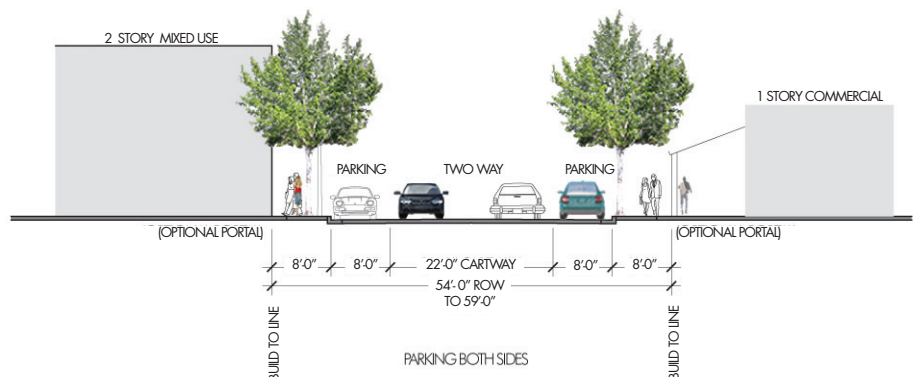 2 STORY MIXED USE
1 STORY COMMERCIAL
PARKING
TWO WAY
PARKING
(OPTIONAL PORTAL)
(OPTIONAL PORTAL)
8'-0"
8'-0"
22'-0" CARTWAY
8'-0"
8'-0"
54'- 0" ROW
TO 59'-0"
BUILD TO LINE
BUILD TO LINE
PARKING BOTH SIDES